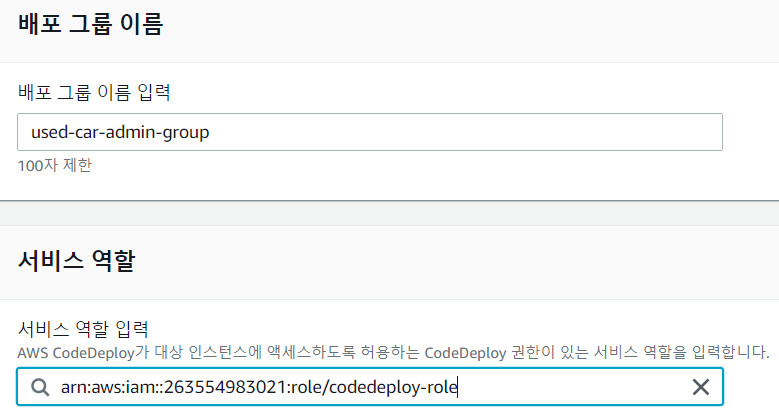 배포 그룹 이름
배포 그룹 이름 입력
used-car-admin-group
100자 제한
서비스 역할
서비스 역할 입력
AWS CodeDeploy가 대상 인스턴스에 액세스하도록 허용하는 CodeDeploy 권한이 있는 서비스 역할을 입력합니다.
arn:aws:iam::263554983021:role/codedeploy-role